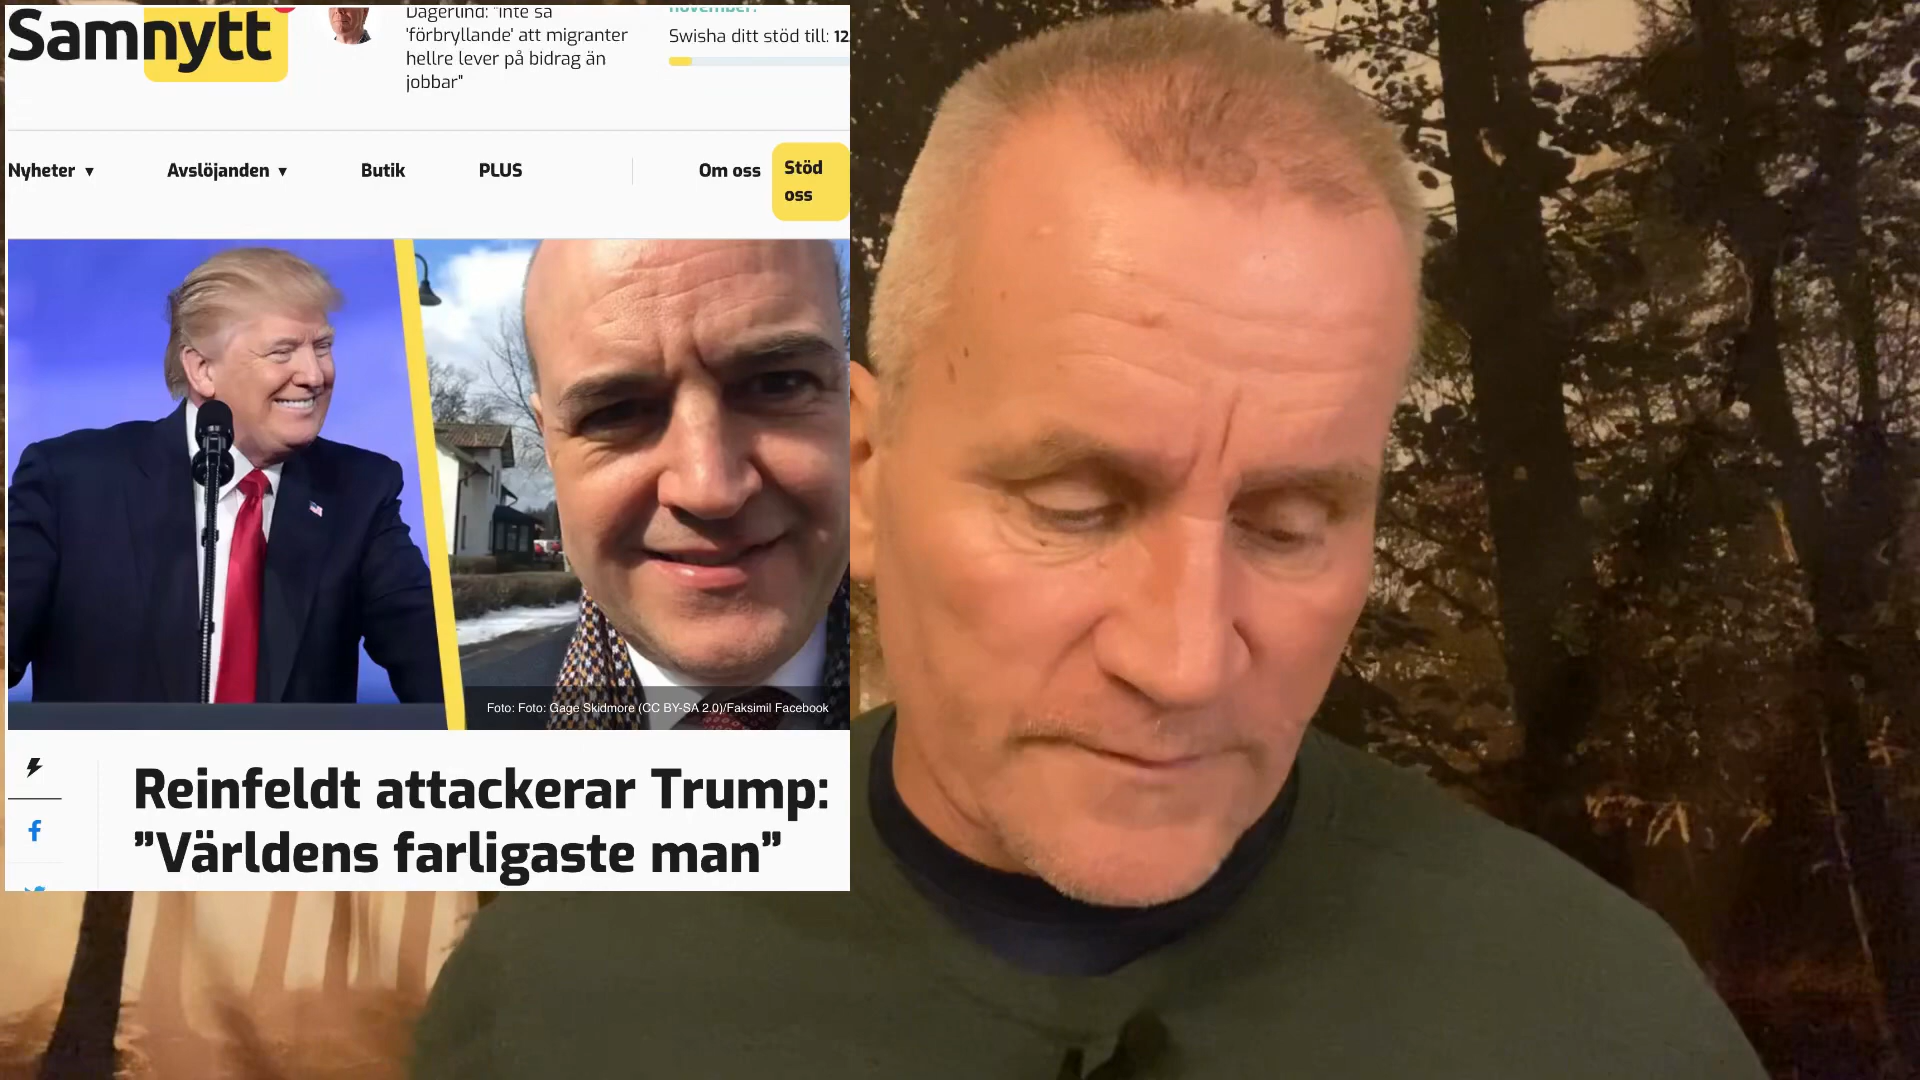 Samnytt
Dagerlind: "Inte så
'förbryllande' att migranter
hellre lever på bidrag än
jobbar"
november.
Swisha ditt stöd till: 12
Nyheter ▼
Avslöjanden ▼
Butik
PLUS
Om oss
Stöd
oss
Foto: Foto: Gage Skidmore (CC BY-SA 2.0)/Faksimil Facebook
Reinfeldt attackerar Trump:
”Världens farligaste man”